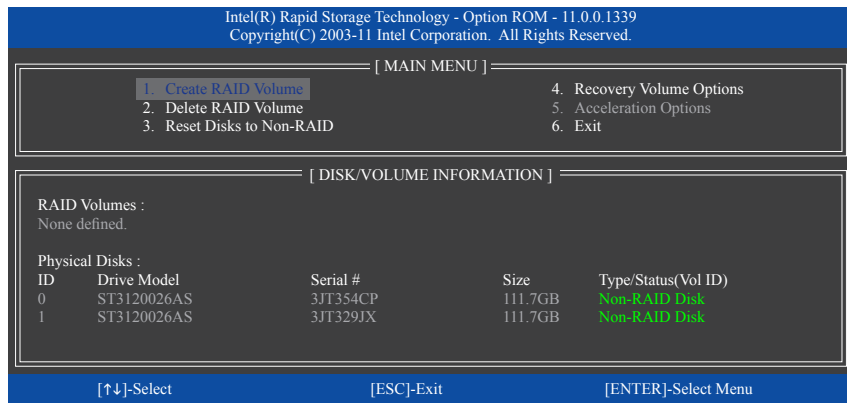 Intel(R) Rapid Storage Technology - Option ROM - 11.0.0.1339
Copyright(C) 2003-11 Intel Corporation. All Rights Reserved.
[ MAIN MENU ]
1. Create RAID Volume
2. Delete RAID Volume
3. Reset Disks to Non-RAID
4. Recovery Volume Options
5. Acceleration Options
6. Exit
[ DISK/VOLUME INFORMATION ]
RAID Volumes :
None defined.
Physical Disks :
ID Drive Model Serial # Size Type/Status(Vol ID)
0 ST3120026AS 3JT354CP 111.7GB Non-RAID Disk
1 ST3120026AS 3JT329JX 111.7GB Non-RAID Disk
[↑↓]-Select [ESC]-Exit [ENTER]-Select Menu